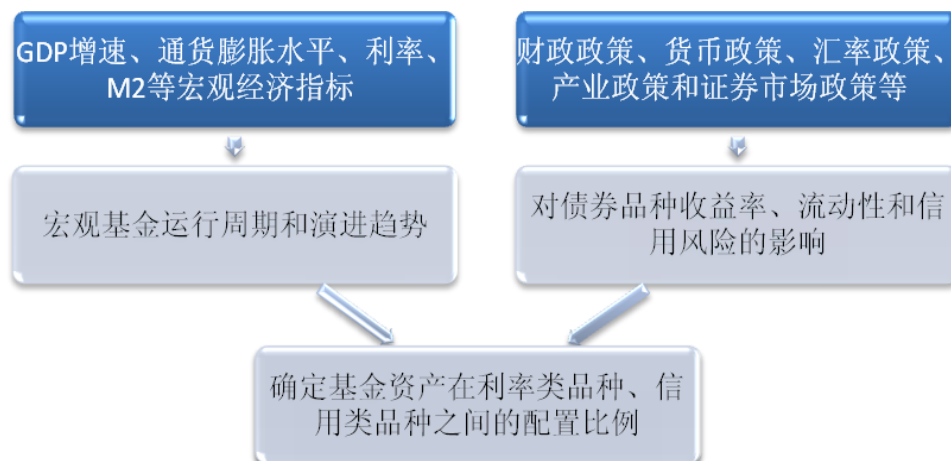 GDP增速、通货膨胀水平、利率、
M2等宏观经济指标
财政政策、货币政策、汇率政策、
产业政策和证券市场政策等
宏观基金运行周期和演进趋势
对债券品种收益率、流动性和信
用风险的影响
确定基金资产在利率类品种、信
用类品种之间的配置比例